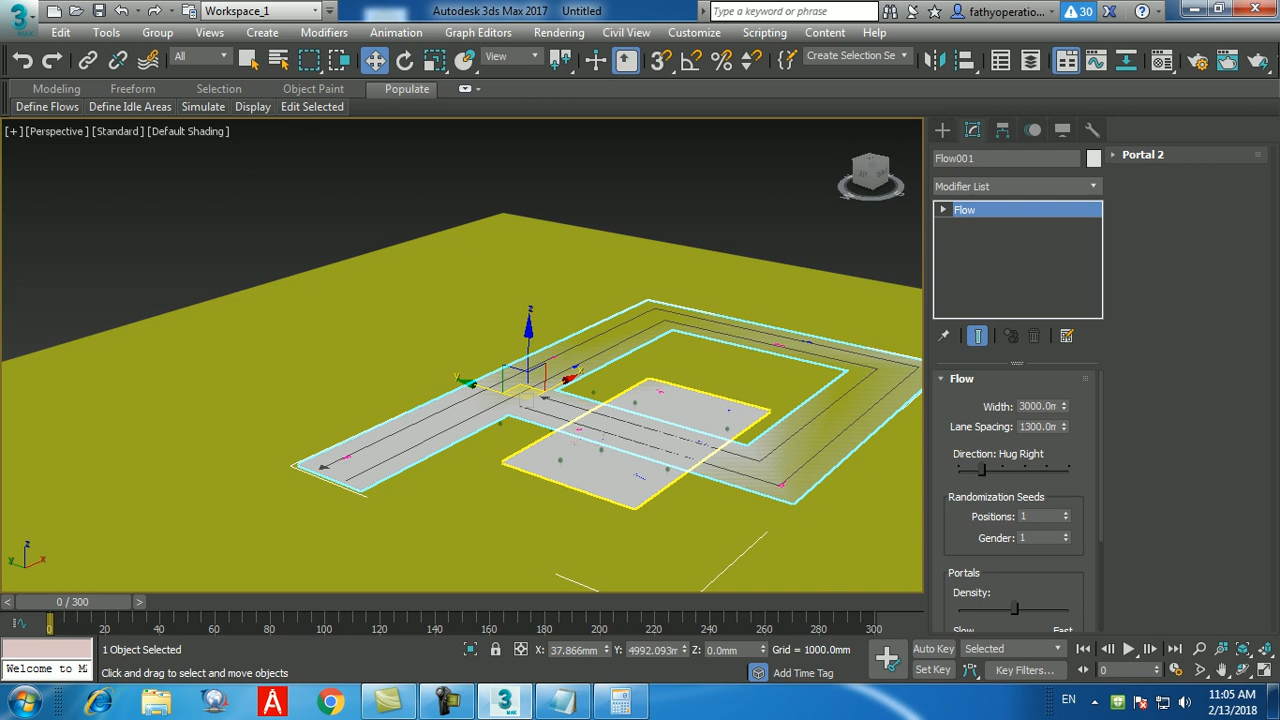 3
MAX
Workspace_1
Autodesk 3ds Max 2017    Untitled
Type a keyword or phrase
fathyoperatio...
30
Edit
Tools
Group
Views
Create
Modifiers
Animation
Graph Editors
Rendering
Civil View
Customize
Scripting
Content
Help
All
View
Create Selection Se
Modeling
Freeform
Selection
Object Paint
Populate
Define Flows
Define Idle Areas
Simulate
Display
Edit Selected
[+] [Perspective] [Standard] [Default Shading]
z
y
z
y
x
Flow001
Modifier List
Flow
Flow
Width: 3000.0m
Lane Spacing: 1300.0m
Direction: Hug Right
Randomization Seeds
Positions: 1
Gender: 1
Portals
Density:
Slow
Fast
Portal 2
< 0 / 300 >
0
20
40
60
80
100
120
140
160
180
200
220
240
260
280
300
Welcome to M
1 Object Selected
Click and drag to select and move objects
X: 37.866mm
Y: 4992.093m
Z: 0.0mm
Grid = 1000.0mm
Add Time Tag
Auto Key
Selected
Set Key
Key Filters...
0
EN
11:05 AM
2/13/2018